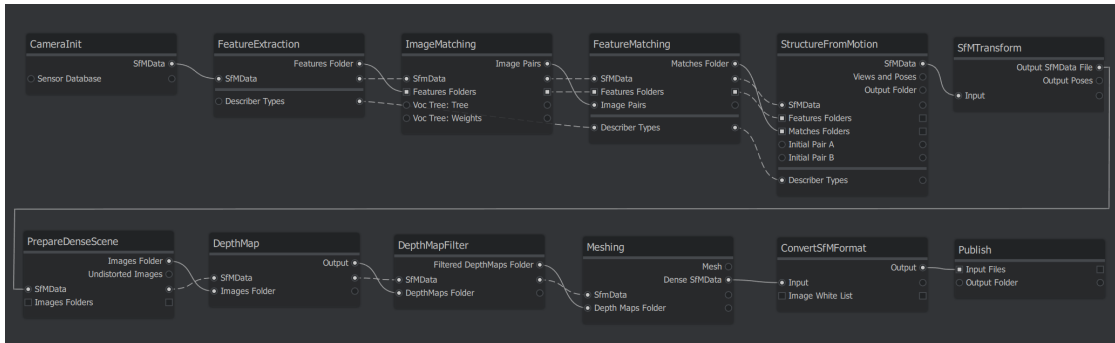 CameraInit
SfMData
Sensor Database
FeatureExtraction
Features Folder
SfMData
Describer Types
ImageMatching
Image Pairs
SfmData
Features Folders
Voc Tree: Tree
Voc Tree: Weights
FeatureMatching
Matches Folder
SfMData
Features Folders
Image Pairs
Describer Types
StructureFromMotion
SfMData
Views and Poses
Output Folder
SfMData
Features Folders
Matches Folders
Initial Pair A
Initial Pair B
Describer Types
SfMTransform
Output SfMData File
Output Poses
Input
PrepareDenseScene
Images Folder
Undistorted Images
SfMData
Images Folders
DepthMap
Output
SfMData
Images Folder
DepthMapFilter
Filtered DepthMaps Folder
SfMData
DepthMaps Folder
Meshing
Mesh
Dense SfMData
SfmData
Depth Maps Folder
ConvertSfMFormat
Output
Input
Image White List
Publish
Input Files
Output Folder